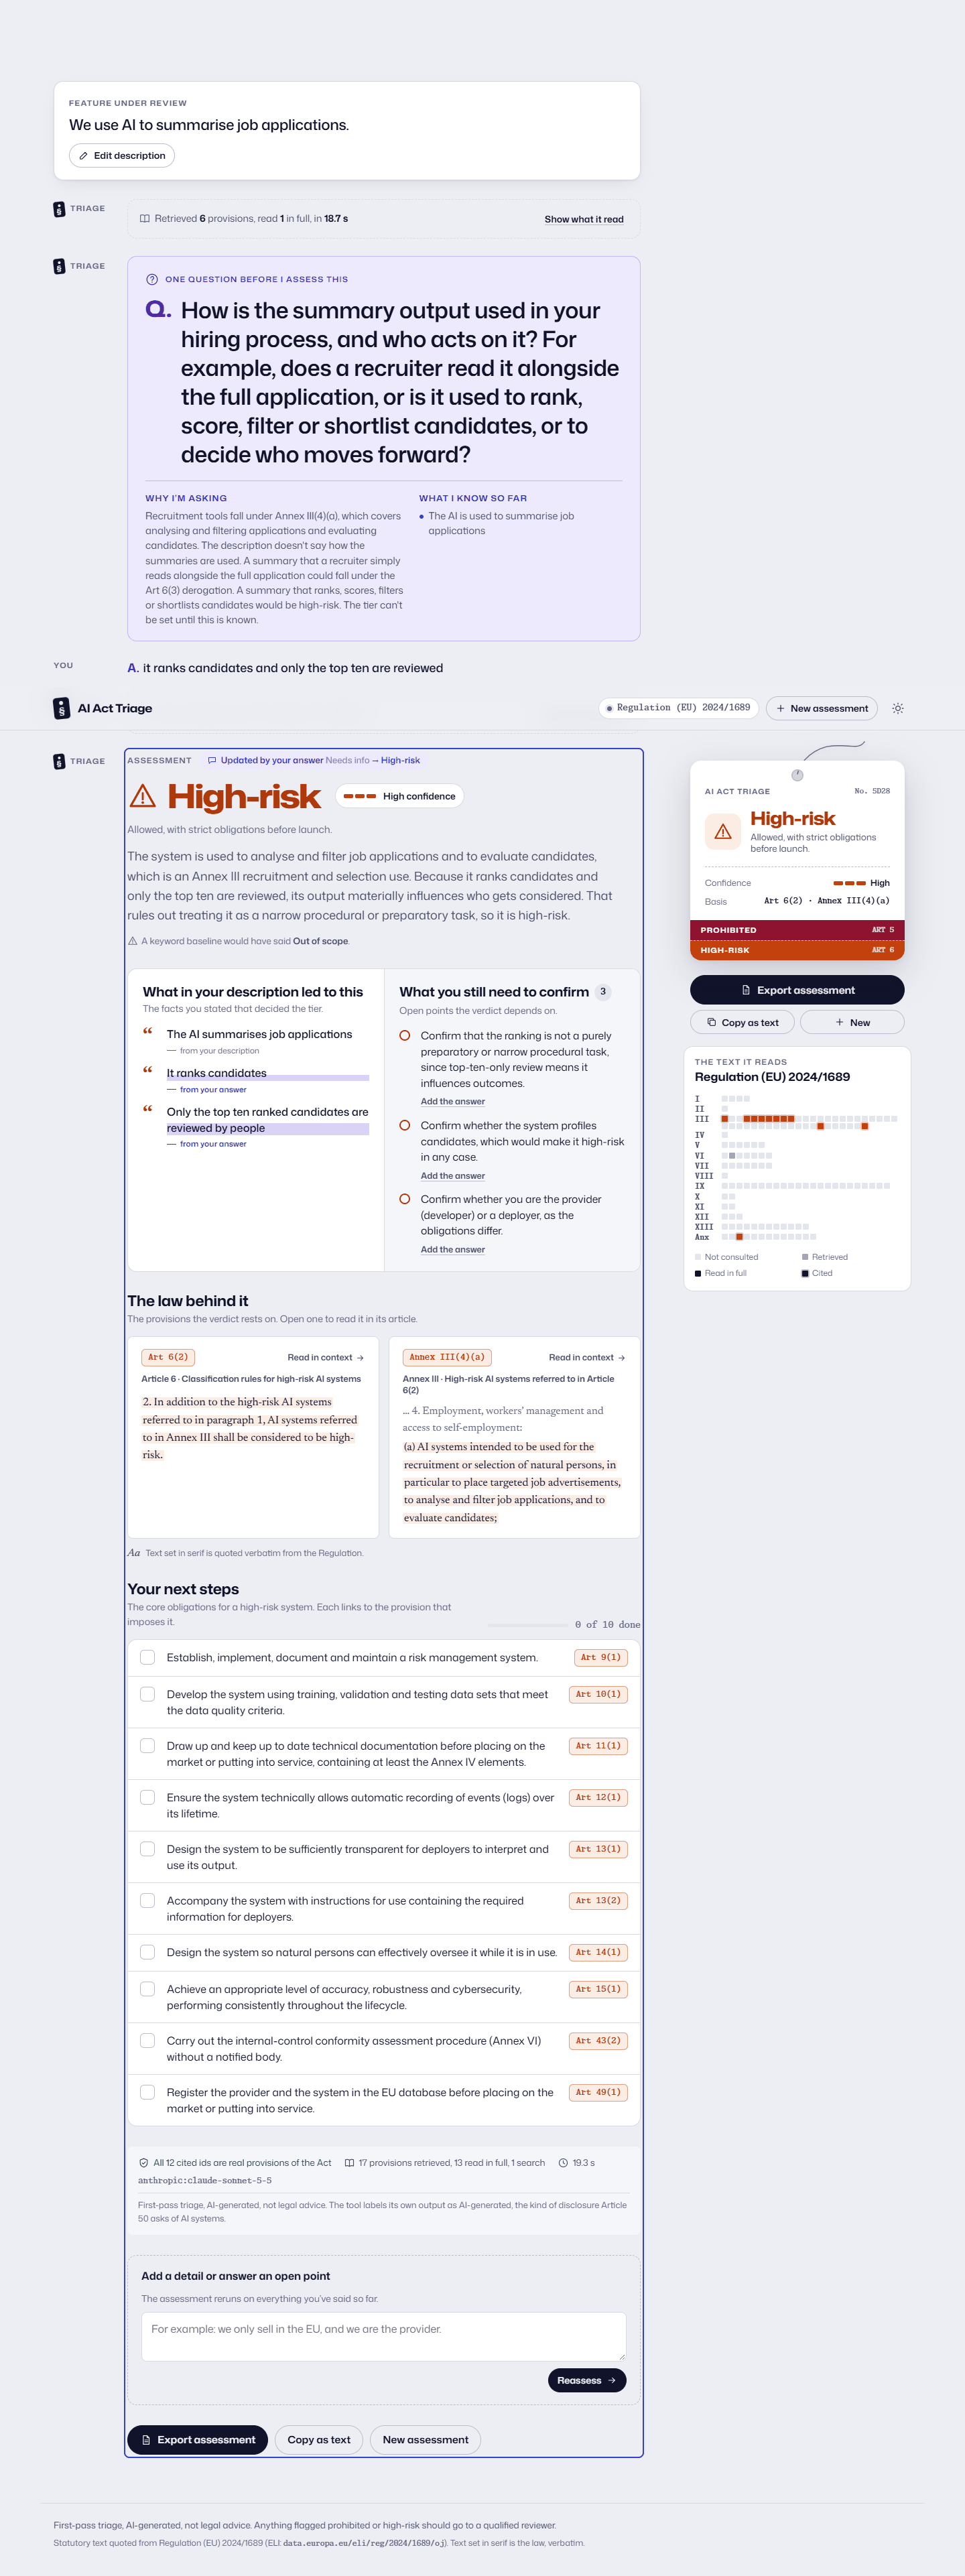 FEATURE UNDER REVIEW
We use AI to summarise job applications.
Edit description
TRIAGE
Retrieved 6 provisions, read 1 in full, in 18.7 s
Show what it read
TRIAGE
ONE QUESTION BEFORE I ASSESS THIS
Q. How is the summary output used in your
hiring process, and who acts on it? For
example, does a recruiter read it alongside
the full application, or is it used to rank,
score, filter or shortlist candidates, or to
decide who moves forward?
WHY I'M ASKING
Recruitment tools fall under Annex III(4)(a), which covers
analysing and filtering applications and evaluating
candidates. The description doesn't say how the
summaries are used. A summary that a recruiter simply
reads alongside the full application could fall under the
Art 6(3) derogation. A summary that ranks, scores, filters
or shortlists candidates would be high-risk. The tier can't
be set until this is known.
WHAT I KNOW SO FAR
The AI is used to summarise job
applications
YOU
A. it ranks candidates and only the top ten are reviewed
AI Act Triage
Regulation (EU) 2024/1689
New assessment
TRIAGE
ASSESSMENT
Updated by your answer Needs info → High-risk
High-risk
High confidence
Allowed, with strict obligations before launch.
The system is used to analyse and filter job applications and to evaluate candidates,
which is an Annex III recruitment and selection use. Because it ranks candidates and
only the top ten are reviewed, its output materially influences who gets considered. That
rules out treating it as a narrow procedural or preparatory task, so it is high-risk.
A keyword baseline would have said Out of scope.
What in your description led to this
The facts you stated that decided the tier.
“ The AI summarises job applications
— from your description
“ It ranks candidates
— from your answer
“ Only the top ten ranked candidates are
reviewed by people
— from your answer
What you still need to confirm 3
Open points the verdict depends on.
Confirm that the ranking is not a purely
preparatory or narrow procedural task,
since top-ten-only review means it
influences outcomes.
Add the answer
Confirm whether the system profiles
candidates, which would make it high-risk
in any case.
Add the answer
Confirm whether you are the provider
(developer) or a deployer, as the
obligations differ.
Add the answer
The law behind it
The provisions the verdict rests on. Open one to read it in its article.
Art 6(2)
Read in context →
Article 6 · Classification rules for high-risk AI systems
2. In addition to the high-risk AI systems
referred to in paragraph 1, AI systems referred
to in Annex III shall be considered to be high-
risk.
Annex III(4)(a)
Read in context →
Annex III · High-risk AI systems referred to in Article
6(2)
... 4. Employment, workers' management and
access to self-employment:
(a) AI systems intended to be used for the
recruitment or selection of natural persons, in
particular to place targeted job advertisements,
to analyse and filter job applications, and to
evaluate candidates;
Aa Text set in serif is quoted verbatim from the Regulation.
Your next steps
The core obligations for a high-risk system. Each links to the provision that
imposes it.
0 of 10 done
Establish, implement, document and maintain a risk management system.
Art 9(1)
Develop the system using training, validation and testing data sets that meet
the data quality criteria.
Art 10(1)
Draw up and keep up to date technical documentation before placing on the
market or putting into service, containing at least the Annex IV elements.
Art 11(1)
Ensure the system technically allows automatic recording of events (logs) over
its lifetime.
Art 12(1)
Design the system to be sufficiently transparent for deployers to interpret and
use its output.
Art 13(1)
Accompany the system with instructions for use containing the required
information for deployers.
Art 13(2)
Design the system so natural persons can effectively oversee it while it is in use.
Art 14(1)
Achieve an appropriate level of accuracy, robustness and cybersecurity,
performing consistently throughout the lifecycle.
Art 15(1)
Carry out the internal-control conformity assessment procedure (Annex VI)
without a notified body.
Art 43(2)
Register the provider and the system in the EU database before placing on the
market or putting into service.
Art 49(1)
All 12 cited ids are real provisions of the Act
17 provisions retrieved, 13 read in full, 1 search
19.3 s
anthropic:claude-sonnet-5-5
First-pass triage, AI-generated, not legal advice. The tool labels its own output as AI-generated, the kind of disclosure Article
50 asks of AI systems.
Add a detail or answer an open point
The assessment reruns on everything you've said so far.
For example: we only sell in the EU, and we are the provider.
Reassess →
Export assessment
Copy as text
New assessment
AI ACT TRIAGE
No. 5D28
High-risk
Allowed, with strict obligations
before launch.
Confidence
High
Basis
Art 6(2) · Annex III(4)(a)
PROHIBITED
ART 5
HIGH-RISK
ART 6
Export assessment
Copy as text
New
THE TEXT IT READS
Regulation (EU) 2024/1689
I
II
III
IV
V
VI
VII
VIII
IX
X
XI
XII
XIII
Anx
Not consulted
Retrieved
Read in full
Cited
First-pass triage, AI-generated, not legal advice. Anything flagged prohibited or high-risk should go to a qualified reviewer.
Statutory text quoted from Regulation (EU) 2024/1689 (ELI: data.europa.eu/eli/reg/2024/1689/oj). Text set in serif is the law, verbatim.